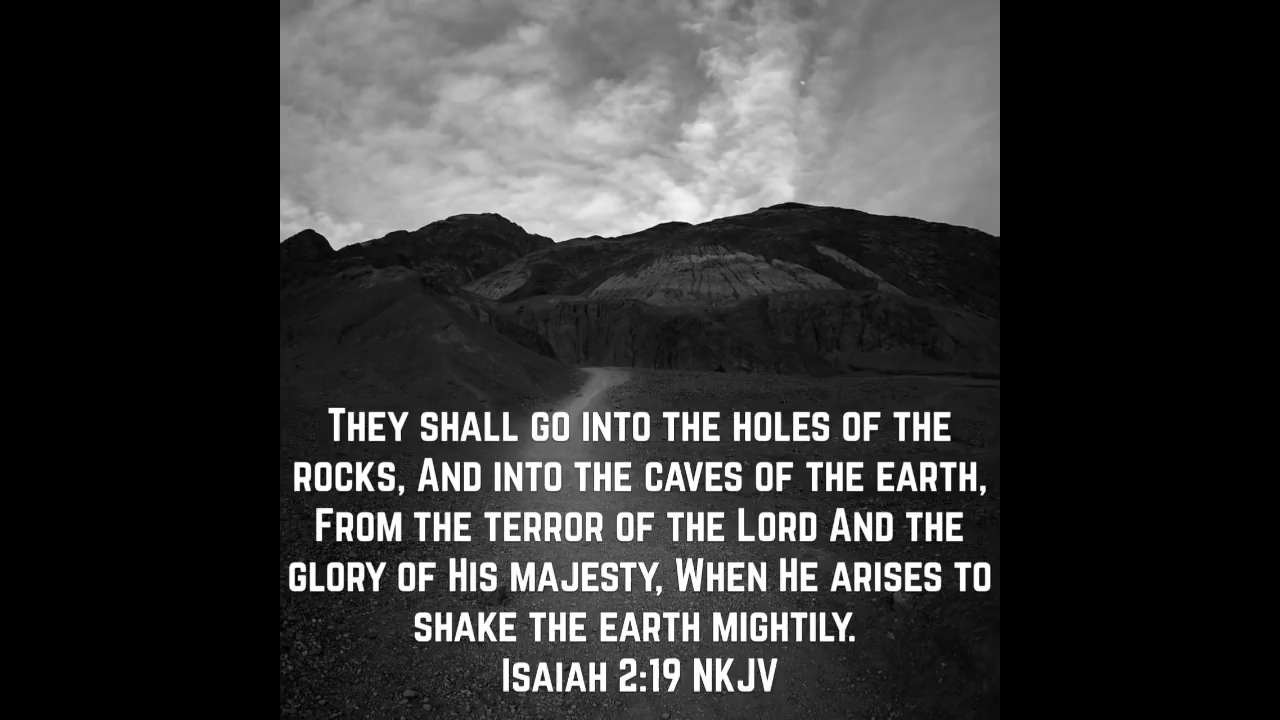 They shall go into the holes of the
rocks, And into the caves of the earth,
From the terror of the Lord And the
glory of His majesty, When He arises to
shake the earth mightily.
Isaiah 2:19 NKJV